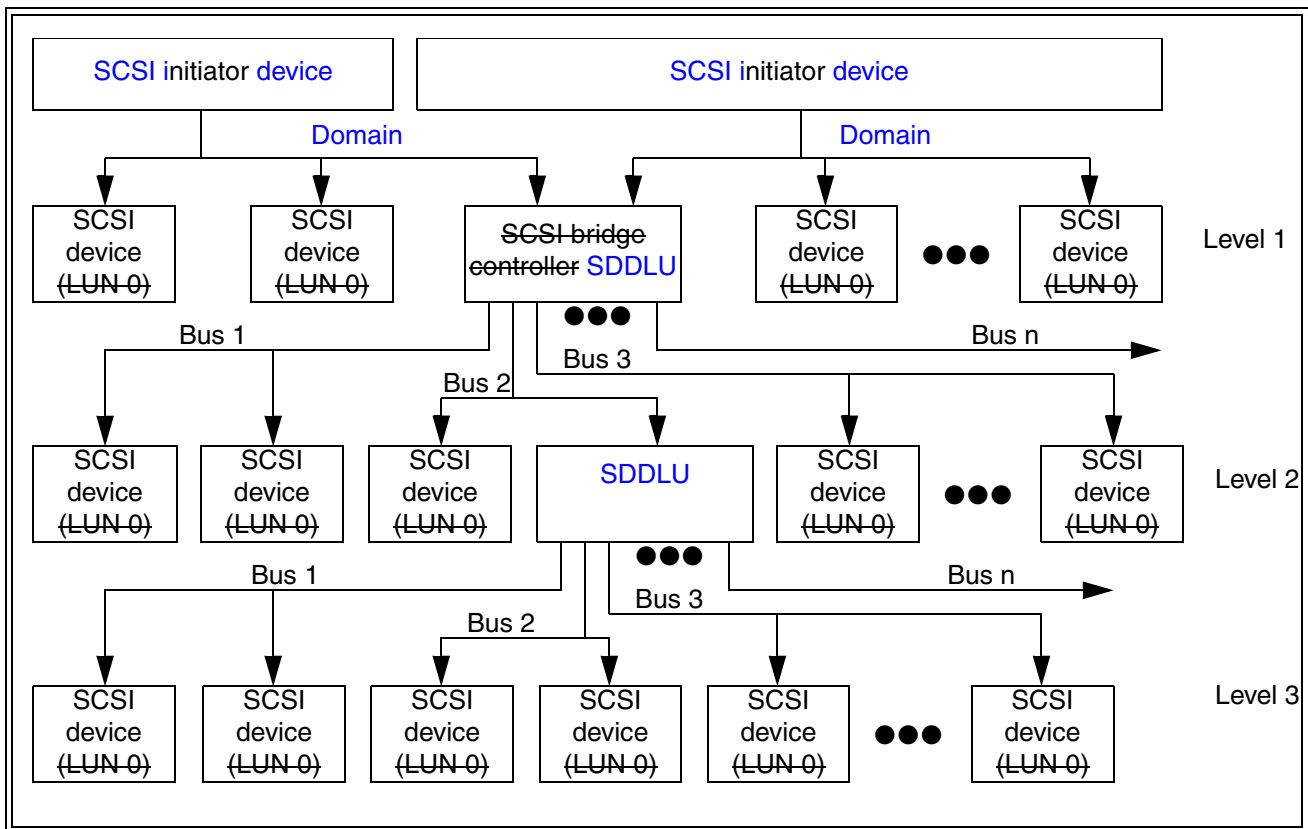 SCSI initiator device
SCSI initiator device
Domain
Domain
SCSI
device
(LUN 0)
SCSI
device
(LUN 0)
SCSI bridge
controller SDDLU
SCSI
device
(LUN 0)
SCSI
device
(LUN 0)
Level 1
Bus 1
Bus 2
Bus 3
Bus n
SCSI
device
(LUN 0)
SCSI
device
(LUN 0)
SCSI
device
(LUN 0)
SDDLU
SCSI
device
(LUN 0)
SCSI
device
(LUN 0)
Level 2
Bus 1
Bus 2
Bus 3
Bus n
SCSI
device
(LUN 0)
SCSI
device
(LUN 0)
SCSI
device
(LUN 0)
SCSI
device
(LUN 0)
SCSI
device
(LUN 0)
SCSI
device
(LUN 0)
Level 3